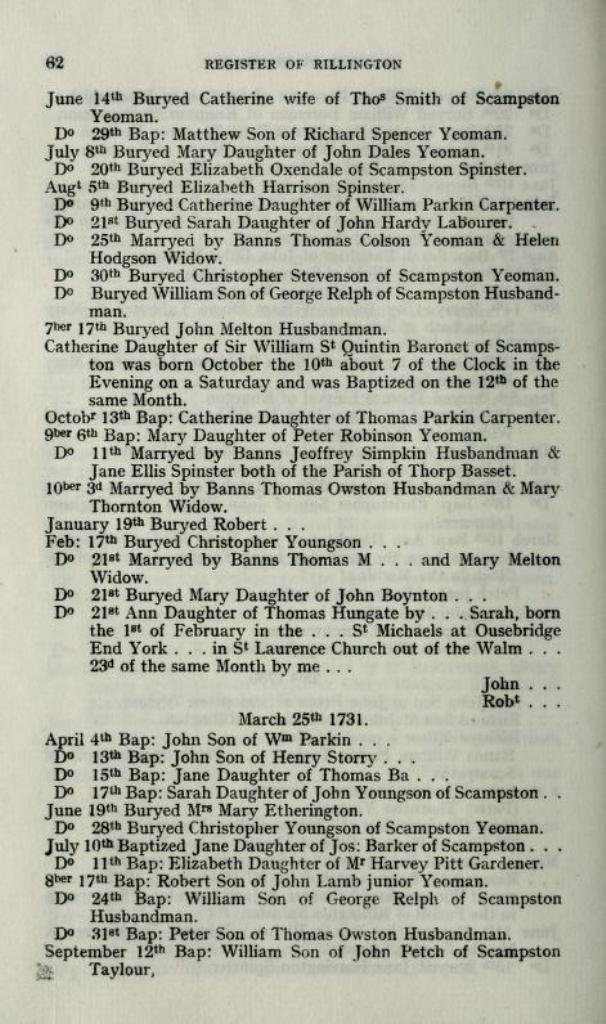 62 REGISTER OF RILLINGTON
June 14th Buryed Catherine wife of Thos Smith of Scampston
Yeoman.
Do 29th Bap: Matthew Son of Richard Spencer Yeoman.
July 8th Buryed Mary Daughter of John Dales Yeoman.
Do 20th Buryed Elizabeth Oxendale of Scampston Spinster.
Augt 5th Buryed Elizabeth Harrison Spinster.
Do 9th Buryed Catherine Daughter of William Parkin Carpenter.
Do 21st Buryed Sarah Daughter of John Hardy Labourer.
Do 25th Marryed by Banns Thomas Colson Yeoman & Helen
Hodgson Widow.
Do 30th Buryed Christopher Stevenson of Scampston Yeoman.
Do Buryed William Son of George Relph of Scampston Husband-
man.
7ber 17th Buryed John Melton Husbandman.
Catherine Daughter of Sir William St Quintin Baronet of Scamps-
ton was born October the 10th about 7 of the Clock in the
Evening on a Saturday and was Baptized on the 12th of the
same Month.
Octobr 13th Bap: Catherine Daughter of Thomas Parkin Carpenter.
9ber 6th Bap: Mary Daughter of Peter Robinson Yeoman.
Do 11th Marryed by Banns Jeoffrey Simpkin Husbandman &
Jane Ellis Spinster both of the Parish of Thorp Basset.
10ber 3d Marryed by Banns Thomas Owston Husbandman & Mary
Thornton Widow.
January 19th Buryed Robert . . .
Feb: 17th Buryed Christopher Youngson . . .
Do 21st Marryed by Banns Thomas M . . . and Mary Melton
Widow.
Do 21st Buryed Mary Daughter of John Boynton . . .
Do 21st Ann Daughter of Thomas Hungate by . . . Sarah, born
the 1st of February in the . . . St Michaels at Ousebridge
End York . . . in St Laurence Church out of the Walm . . .
23d of the same Month by me . . .
John . . .
Robt . . .
March 25th 1731.
April 4th Bap: John Son of Wm Parkin . . .
Do 13th Bap: John Son of Henry Storry . . .
Do 15th Bap: Jane Daughter of Thomas Ba . . .
Do 17th Bap: Sarah Daughter of John Youngson of Scampston . .
June 19th Buryed Mrs Mary Etherington.
Do 28th Buryed Christopher Youngson of Scampston Yeoman.
July 10th Baptized Jane Daughter of Jos: Barker of Scampston . . .
Do 11th Bap: Elizabeth Daughter of Mr Harvey Pitt Gardener.
8ber 17th Bap: Robert Son of John Lamb junior Yeoman.
Do 24th Bap: William Son of George Relph of Scampston
Husbandman.
Do 31st Bap: Peter Son of Thomas Owston Husbandman.
September 12th Bap: William Son of John Petch of Scampston
Taylour,